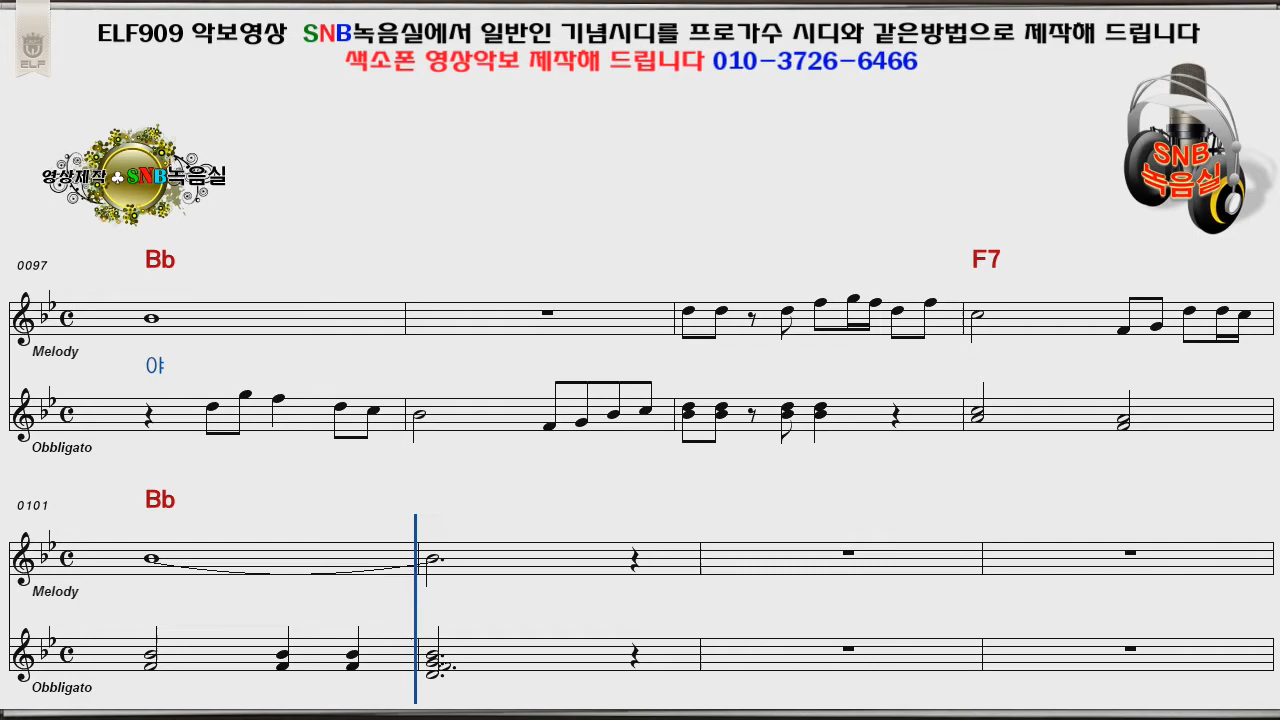 ELF909 악보영상 SNB녹음실에서 일반인 기념시디를 프로가수 시디와 같은방법으로 제작해 드립니다
색소폰 영상악보 제작해 드립니다 010-3726-6466
ELF
영상제작 ♣ SNB녹음실
SNB
녹음실
0097
Bb
F7
Melody
야
Obbligato
0101
Bb
Melody
Obbligato